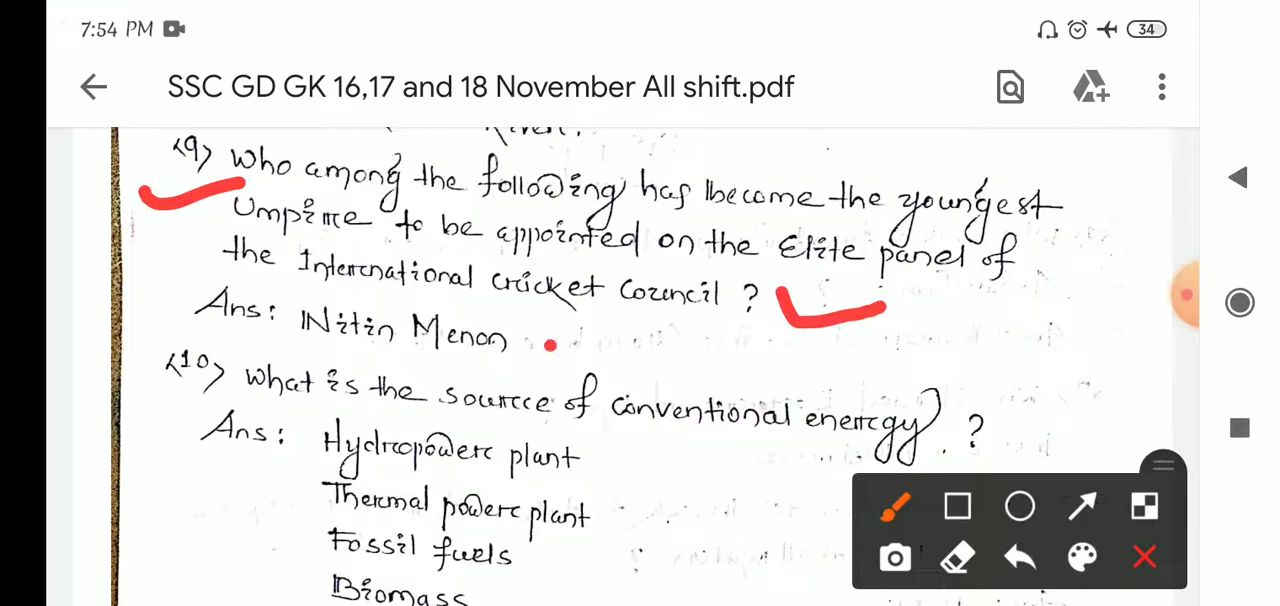 7:54 PM
34
SSC GD GK 16,17 and 18 November All shift.pdf
River.
<9> Who among the following has become the youngest
Umpire to be appointed on the Elite panel of
the International Cricket Council ?
Ans: Nitin Menon
<10> What is the source of conventional energy ?
Ans: Hydropower plant
Thermal power plant
Fossil fuels
Biomass